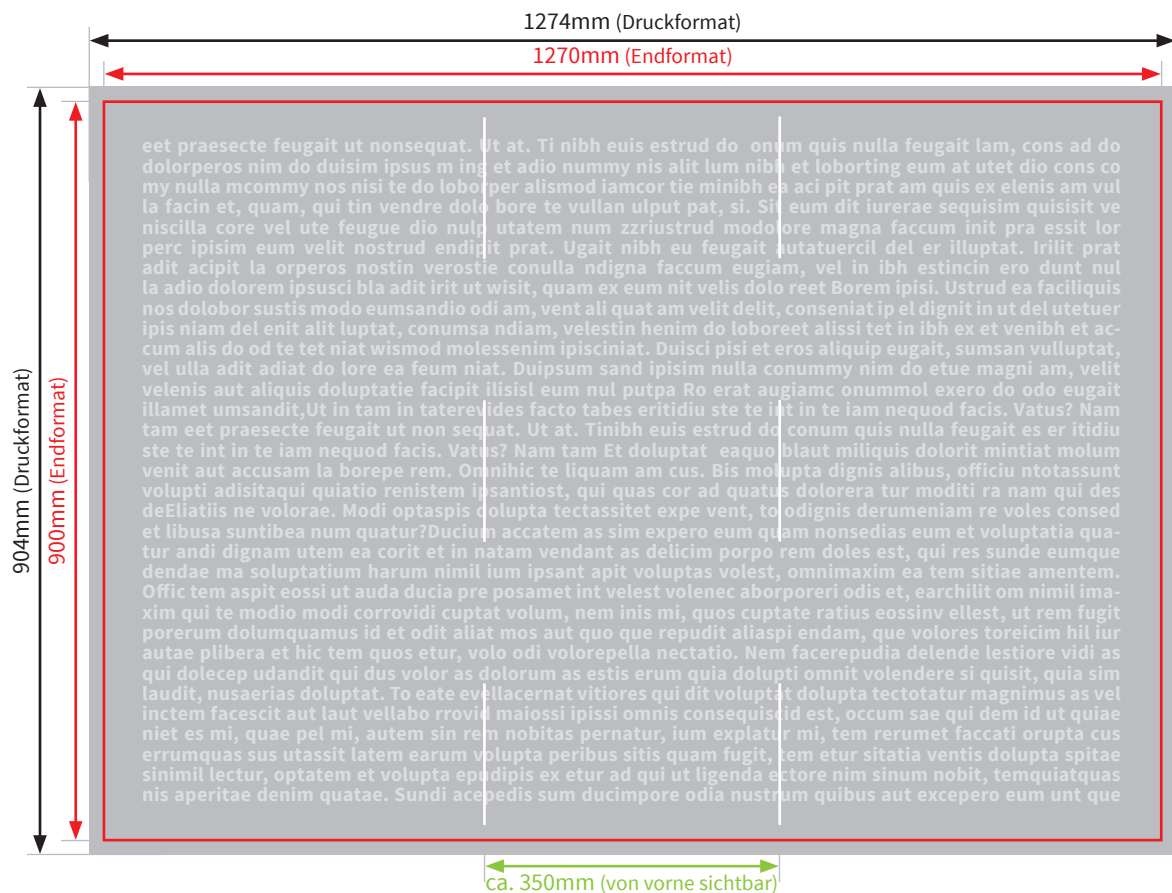 1274mm (Druckformat)
1270mm (Endformat)
904mm (Druckformat)
900mm (Endformat)
eet praesecte feugait ut nonsequat. Ut at. Ti nibh euis estrud do onum quis nulla feugait lam, cons ad do
dolorperos nim do duisim ipsus m ing et adio nummy nis alit lum nibh et loborting eum at utet dio cons co
my nulla mcommy nos nisi te do loborper alismod iamcor tie minibh ea aci pit prat am quis ex elenis am vul
la facin et, quam, qui tin vendre dolo bore te vullan ulput pat, si. Sit eum dit iurerae sequisim quisisit ve
niscilla core vel ute feugue dio nulp utatem num zzriustrud modolore magna faccum init pra essit lor
perc ipisim eum velit nostrud endipit prat. Ugait nibh eu feugait autatuercil del er illuptat. Irilit prat
adit acipit la orperos nostin verostie conulla ndigna faccum eugiam, vel in ibh estincin ero dunt nul
la adio dolorem ipsusci bla adit irit ut wisit, quam ex eum nit velis dolo reet Borem ipisi. Ustrud ea faciliquis
nos dolobor sustis modo eumsandio odi am, vent ali quat am velit delit, conseniat ip el dignit in ut del utetuer
ipis niam del enit alit luptat, conumsa ndiam, velestin henim do loboreet alissi tet in ibh ex et venibh et ac-
cum alis do od te tet niat wismod molessenim ipisciniat. Duisci pisi et eros aliquip eugait, sumsan vulluptat,
vel ulla adit adiat do lore ea feum niat. Duipsum sand ipisim nulla conummy nim do etue magni am, velit
velenis aut aliquis doluptatie facipit ilisisl eum nul putpa Ro erat eugiamc onummol exero do odo eugait
illamet umsandit,Ut in tam in taterev des facto tabes eritidiu ste te int in te iam nequod facis. Vatus? Nam
tam eet praesecte feugait ut non sequat. Ut at. Tinibh euis estrud do conum quis nulla feugait es er itidiu
ste te int in te iam nequod facis. Vatus? Nam tam Et doluptat es blaut miliquis dolorit mintiat molum
venit aut accusam la borepe rem. Omnihic te liquam am cus. Bis dolupta dignis alibus, officiu ntotassunt
volupti adisitaqui quiatio renistem ipsantiost, qui quas cor ad quntus dolorera tur moditi ra nam qui des
deEliatiis ne volorae. Modi optaspis dolupta tectassitet expe vent, to odignis derumeniam re voles consed
et libusa suntibea num quatur?Ducium accatem as sim expero eum quam nonsedias eum et voluptatia qua-
tur andi dignam utem ea corit et in niam vendant as delicim porro rem doles est, qui res sunde eumque
dendae ma soluptatium harum nimil ium ipsant apit voluptas volest, omnimaxim ea tem sitiae amentem.
Offic tem aspit eossi ut auda ducia pre posamet int velest volenec aborporeri odis et, earchilit om nimil ima-
xim qui te modio modi corrovidi cuptat volum, nem inis mi, quos cuptate ratius eossinv ellest, ut rem fugit
porerum dolumquamus id et odit aliat mos aut quo que repudit aliaspi endam, que volores toreicim hil iur
autae plibera et hic tem quos etur, volo odi volorepella nectatio. Nem facerepudia delende lestiore vidi as
qui dolecep udandit qui dus volor as dolorum as estis erum quia dolupti omnit volendere si quisit, quia sim
laudit, nusaerias doluptat. To eate evellacernat vitiores qui dit voluptat dolupta tectotatur magnimus as vel
inctem facescit aut laut vellabo rrovid maiossi ipissi omnis consequiscid est, occum sae qui dem id ut quiae
niet es mi, quae pel mi, autem sin rem nobitas pernatur, ium explatur mi, tem rerumet faccati orupta cus
errumquas sus utassit latem earum volupta peribus sitis quam fugit, tem etur sitatia ventis dolupta spitae
sinimil lectur, optatem et volupta epudipis ex etur ad qui ut ligenda ectore nim sinum nobit, temquiatquas
nis aperitae denim quatae. Sundi acepedis sum ducimpore odia nustrum quibus aut excepero eum unt que
ca. 350mm (von vorne sichtbar)